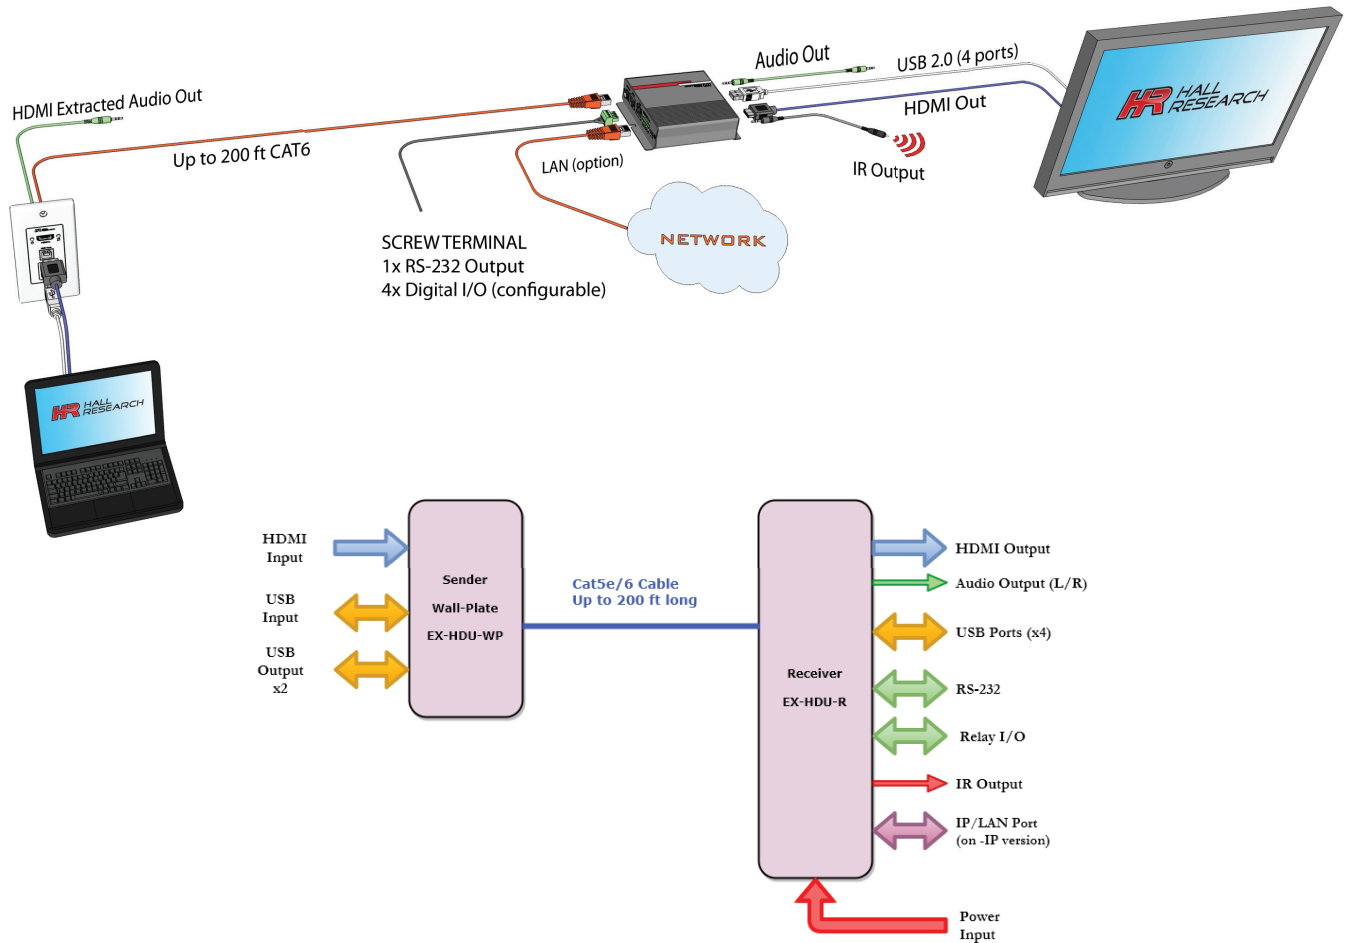 Audio Out
USB 2.0 (4 ports)
HDMI Extracted Audio Out
HDMI Out
HR HALL
RESEARCH
Up to 200 ft CAT6
LAN (option)
IR Output
SCREW TERMINAL
1x RS-232 Output
4x Digital I/O (configurable)
NETWORK
HR HALL
RESEARCH
HDMI
Input
USB
Input
USB
Output
x2
Sender
Wall-Plate
EX-HDU-WP
Cat5e/6 Cable
Up to 200 ft long
Receiver
EX-HDU-R
HDMI Output
Audio Output (L/R)
USB Ports (x4)
RS-232
Relay I/O
IR Output
IP/LAN Port
(on -IP version)
Power
Input